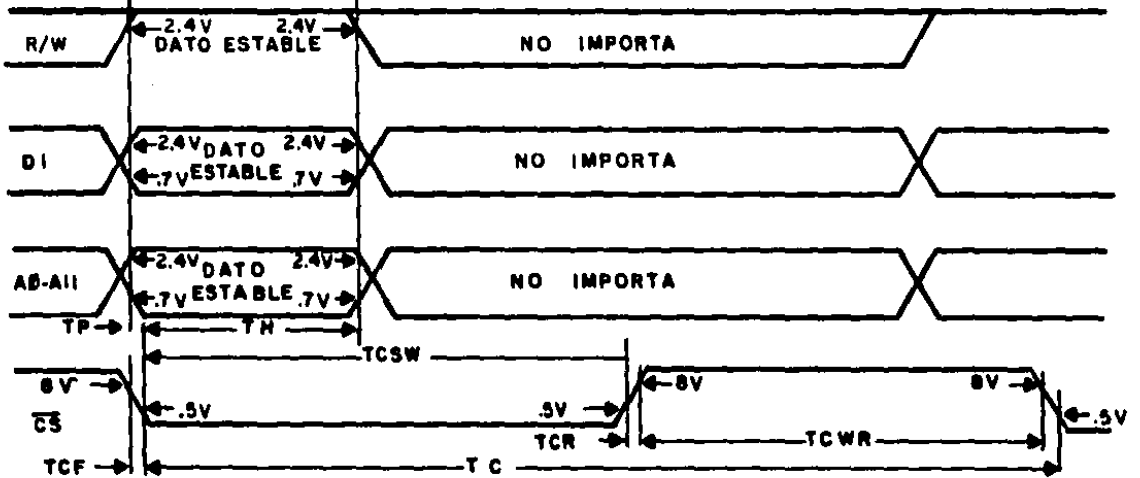 2.4V 2.4V
R/W DATO ESTABLE NO IMPORTA
2.4V DATO 2.4V
DI NO IMPORTA
.7V ESTABLE .7V
2.4V DATO 2.4V
AØ-A11 NO IMPORTA
.7V ESTABLE .7V
TP TH
TCSW
8V 8V 8V
CS .5V .5V .5V
TCR TCWR
TCF TC